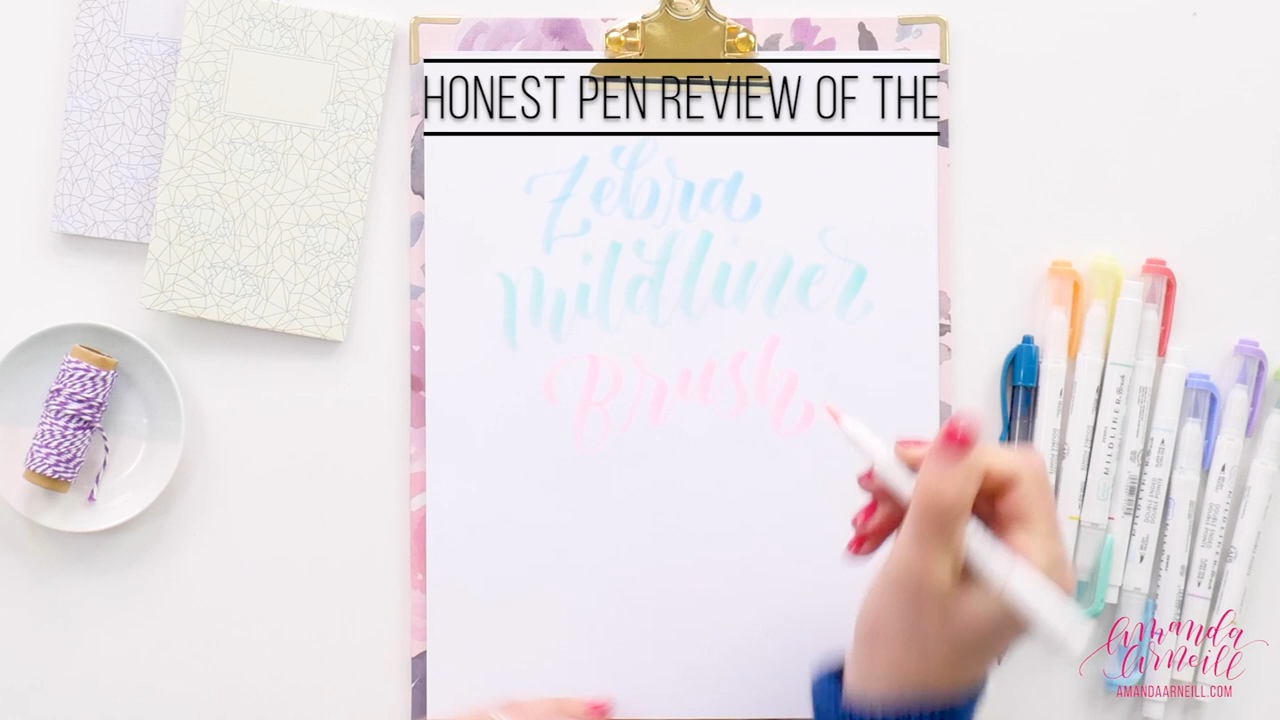 HONEST PEN REVIEW OF THE
Zebra
Mildliner
Brush
Amanda
Arneill
AMANDAARNEILL.COM